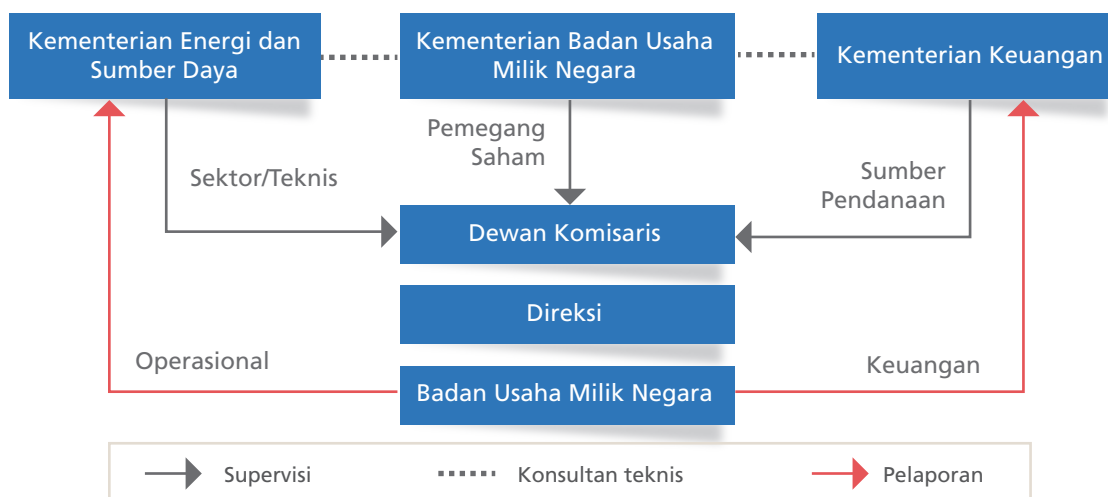 Kementerian Energi dan
Sumber Daya
Kementerian Badan Usaha
Milik Negara
Kementerian Keuangan
Pemegang
Saham
Sektor/Teknis
Sumber
Pendanaan
Dewan Komisaris
Direksi
Operasional
Keuangan
Badan Usaha Milik Negara
Supervisi
Konsultan teknis
Pelaporan